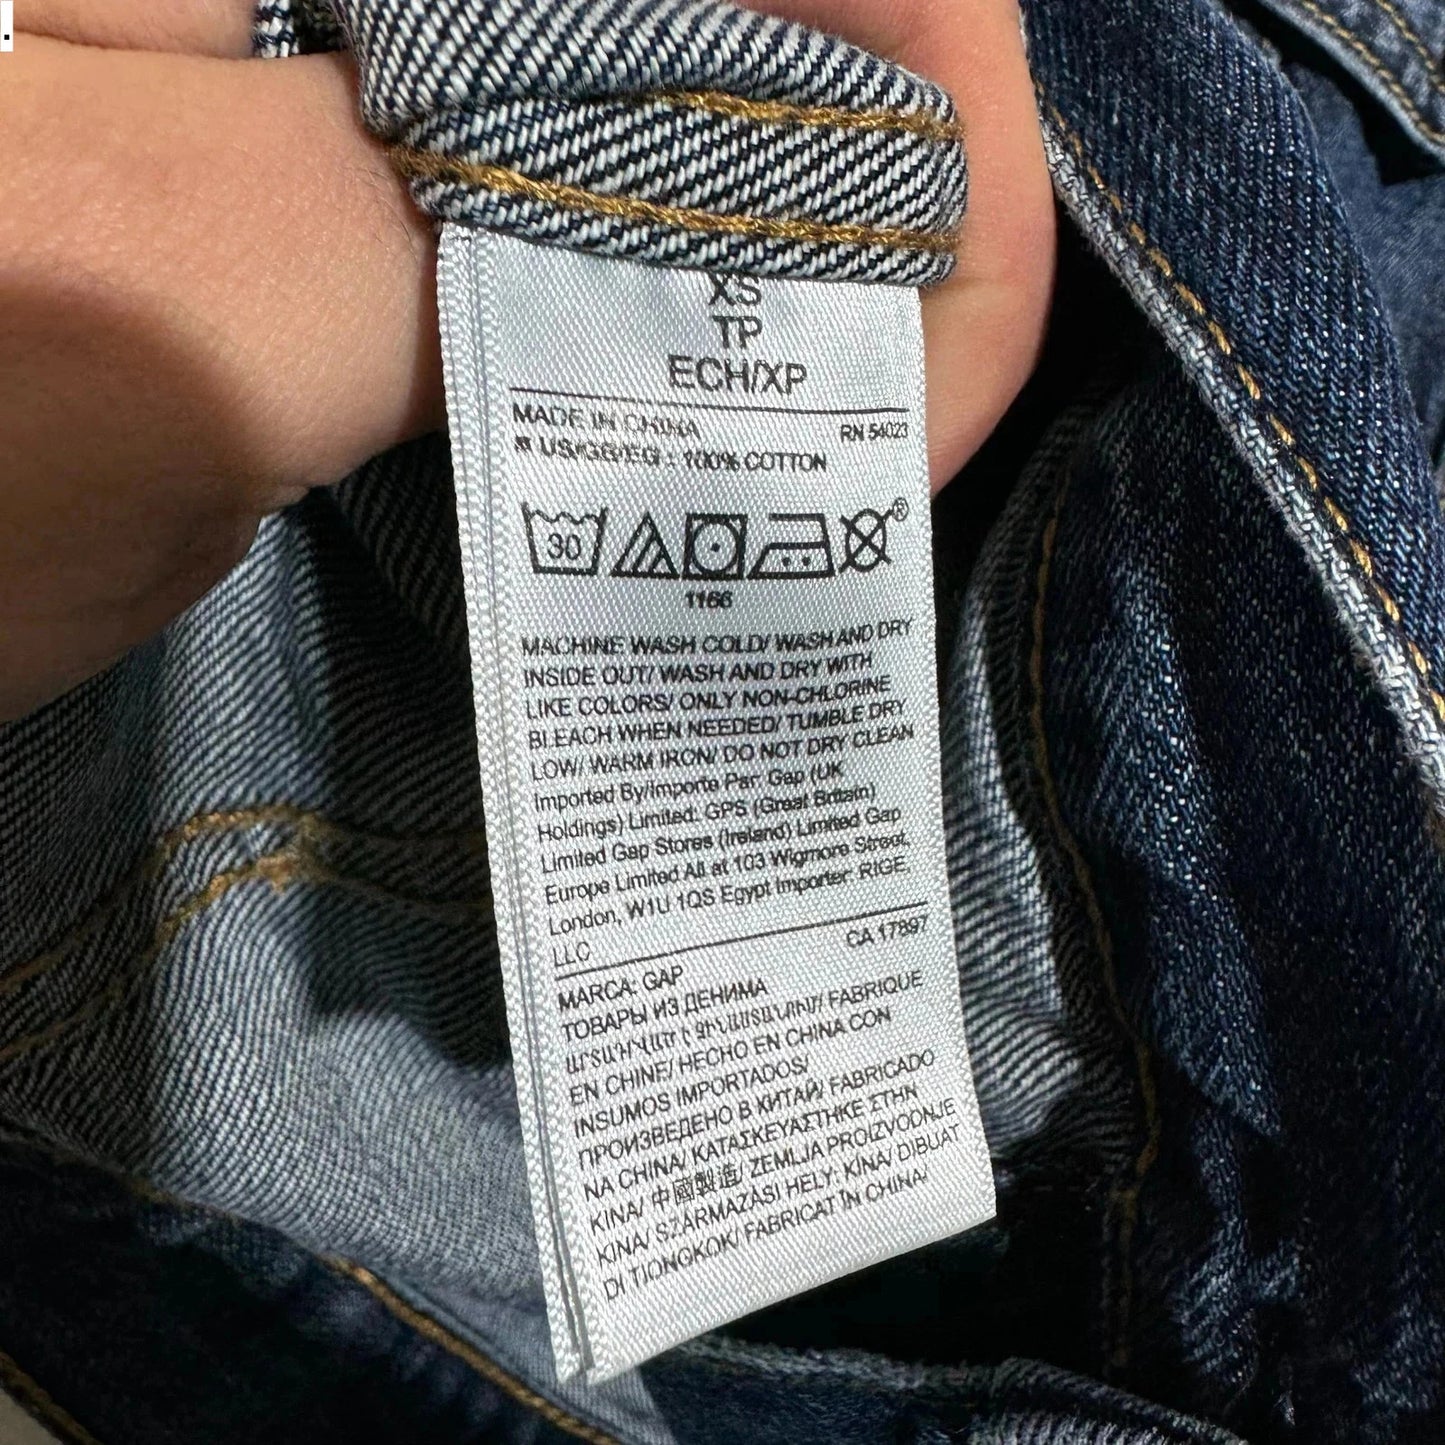 .
XS
TP
ECH/XP
MADE IN CHINA RN 54023
US/GB/EG : 100% COTTON
30 ®
1166
MACHINE WASH COLD/ WASH AND DRY
INSIDE OUT/ WASH AND DRY WITH
LIKE COLORS/ ONLY NON-CHLORINE
BLEACH WHEN NEEDED/ TUMBLE DRY
LOW/ WARM IRON/ DO NOT DRY CLEAN
Imported By/Importe Par: Gap (UK
Holdings) Limited: GPS (Great Britain)
Limited Gap Stores (Ireland) Limited Gap
Europe Limited All at 103 Wigmore Street,
London, W1U 1QS Egypt Importer: RIGE,
LLC
CA 17897
MARCA: GAP
ТОВАРЫ ИЗ ДЕНИМА
ԱՐՏԱԴՐՎԱԾ Է ՉԻՆԱՍՏԱՆՈՒՄ/ FABRIQUE
EN CHINE/ HECHO EN CHINA CON
INSUMOS IMPORTADOS/
ПРОИЗВЕДЕНО В КИТАЙ/ FABRICADO
NA CHINA/ ΚΑΤΑΣΚΕΥΑΣΤΗΚΕ ΣΤΗΝ
KINA/ 中國製造/ ZEMLJA PROIZVODNJE
KINA/ SZÁRMAZÁSI HELY: KÍNA/ DIBUAT
DI TIONGKOK/ FABRICAT ÎN CHINA/